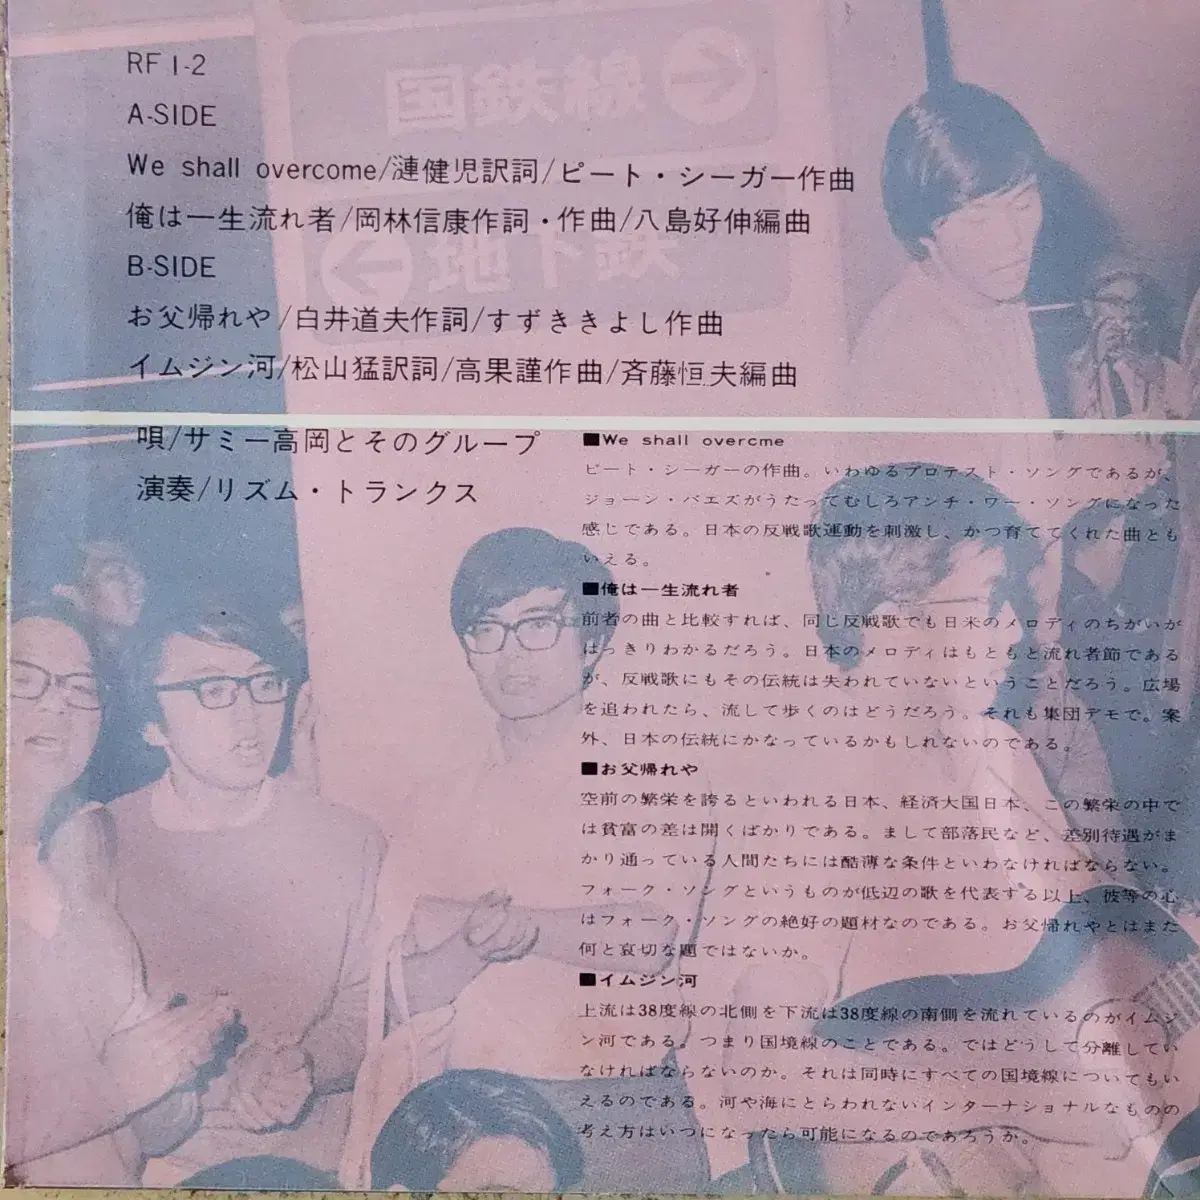 国鉄線
地下鉄
RF 1-2
A-SIDE
We shall overcome/漣健児訳詞/ピート・シーガー作曲
俺は一生流れ者/岡林信康作詞・作曲/八島好伸編曲
B-SIDE
お父帰れや/白井道夫作詞/すずききよし作曲
イムジン河/松山猛訳詞/高果謹作曲/斉藤恒夫編曲
唄/サミー高岡とそのグループ
演奏/リズム・トランクス
■We shall overcme
ピート・シーガーの作曲。いわゆるプロテスト・ソングであるが、
ジョーン・バエズがうたってむしろアンチ・ワー・ソングになった
感じである。日本の反戦歌運動を刺激し、かつ育ててくれた曲とも
いえる。
■俺は一生流れ者
前者の曲と比較すれば、同じ反戦歌でも日米のメロディのちがいが
はっきりわかるだろう。日本のメロディはもともと流れ者節である
が、反戦歌にもその伝統は失われていないということだろう。広場
を追われたら、流して歩くのはどうだろう。それも集団デモで。案
外、日本の伝統にかなっているかもしれないのである。
■お父帰れや
空前の繁栄を誇るといわれる日本、経済大国日本、この繁栄の中で
は貧富の差は開くばかりである。まして部落民など、差別待遇がま
かり通っている人間たちには酷薄な条件といわなければならない。
フォーク・ソングというものが低辺の歌を代表する以上、彼等の心
はフォーク・ソングの絶好の題材なのである。お父帰れやとはまた
何と哀切な題ではないか。
■イムジン河
上流は38度線の北側を下流は38度線の南側を流れているのがイムジ
ン河である。つまり国境線のことである。ではどうして分離してい
なければならないのか。それは同時にすべての国境線についてもい
えるのである。河や海にとらわれないインターナショナルなものの
考え方はいつになったら可能になるのであろうか。